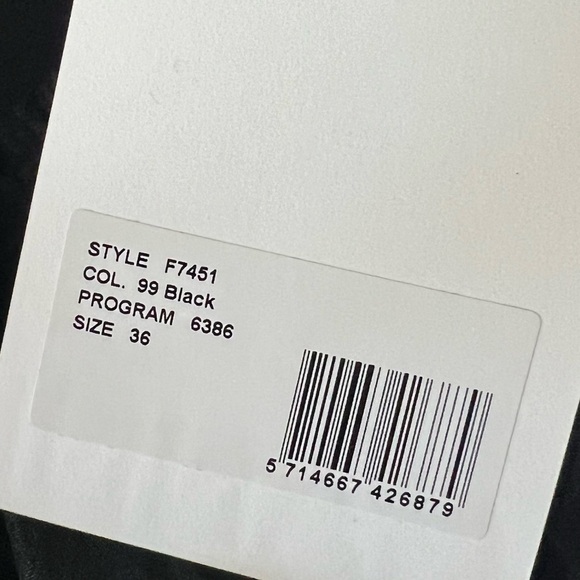 STYLE F7451
COL. 99 Black
PROGRAM 6386
SIZE 36
5 714667 426879